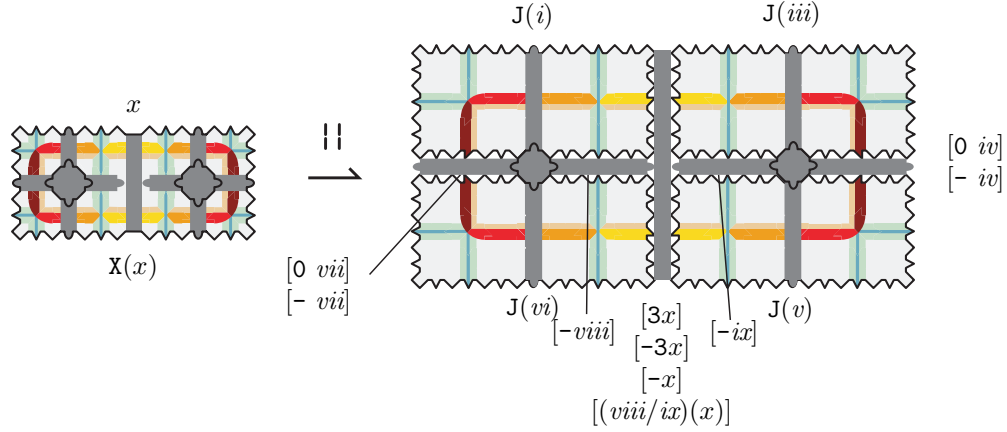 J(i)
J(iii)
x
[0 iv]
[- iv]
X(x)
[0 vii]
[- vii]
J(vi)
[-viii]
[3x]
[-3x]
[-x]
[(viii/ix)(x)]
[-ix]
J(v)